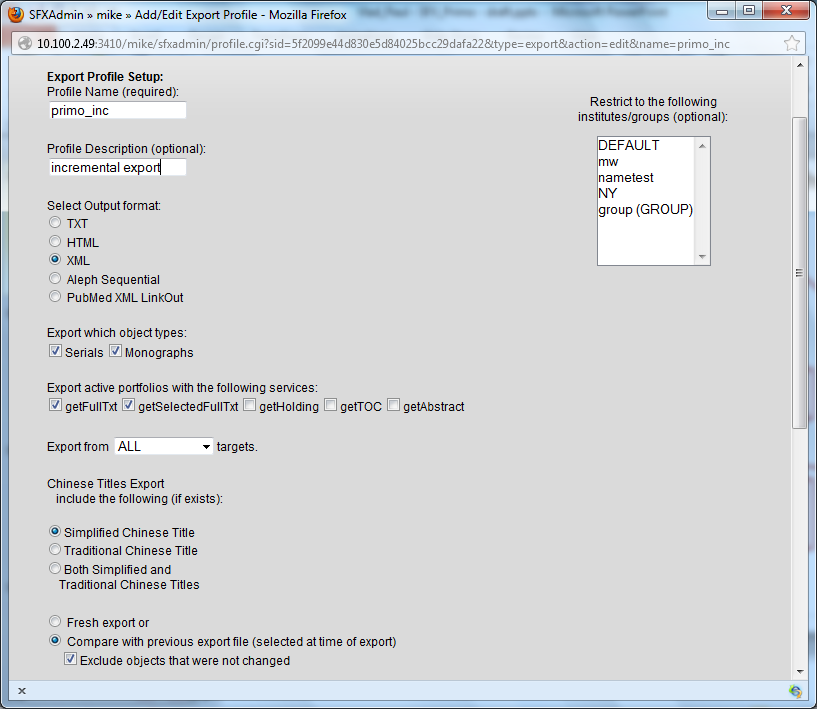 SFXAdmin » mike » Add/Edit Export Profile - Mozilla Firefox
10.100.2.49:3410/mike/sfxadmin/profile.cgi?sid=5f2099e44d830e5d84025bcc29dafa22&type=export&action=edit&name=primo_inc
Export Profile Setup:
Profile Name (required):
primo_inc
Restrict to the following
institutes/groups (optional):
DEFAULT
mw
nametest
NY
group (GROUP)
Profile Description (optional):
incremental export
Select Output format:
TXT
HTML
XML
Aleph Sequential
PubMed XML LinkOut
Export which object types:
Serials Monographs
Export active portfolios with the following services:
getFullTxt getSelectedFullTxt getHolding getTOC getAbstract
Export from ALL targets.
Chinese Titles Export
include the following (if exists):
Simplified Chinese Title
Traditional Chinese Title
Both Simplified and
Traditional Chinese Titles
Fresh export or
Compare with previous export file (selected at time of export)
Exclude objects that were not changed